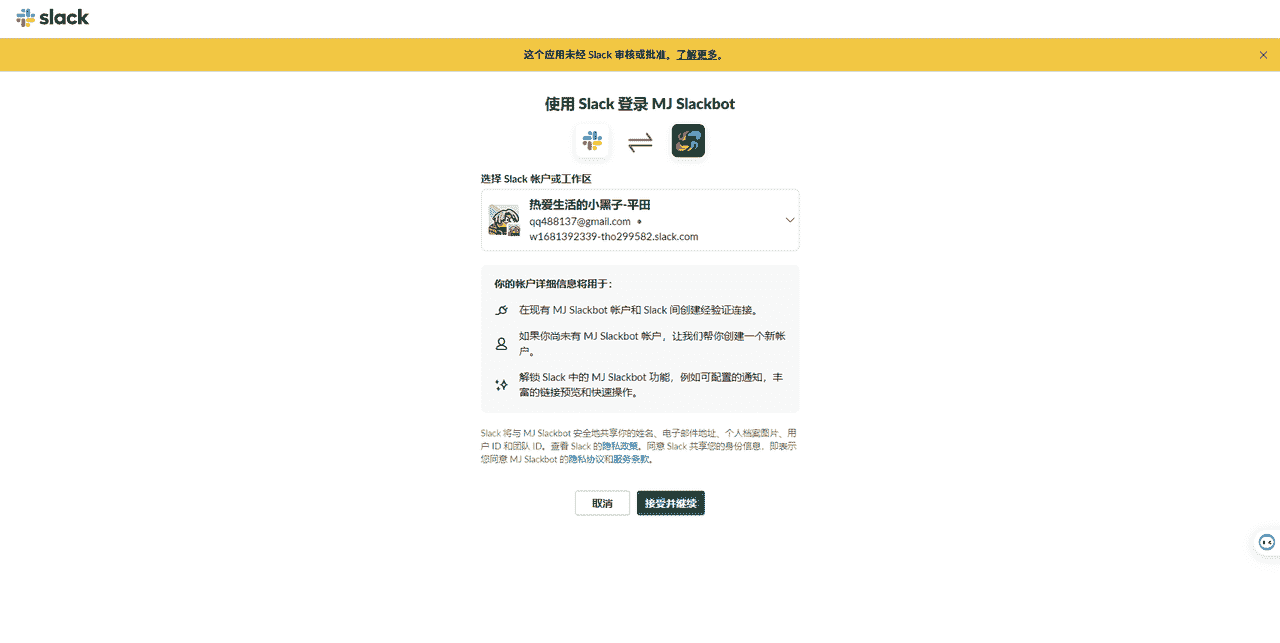 slack
这个应用未经 Slack 审核或批准。了解更多。
使用 Slack 登录 MJ Slackbot
选择 Slack 帐户或工作区
热爱生活的小黑子-平田
qq488137@gmail.com •
w1681392339-tho299582.slack.com
你的帐户详细信息将用于：
在现有 MJ Slackbot 帐户和 Slack 间创建经验证连接。
如果你尚未有 MJ Slackbot 帐户，让我们帮你创建一个新帐
户。
解锁 Slack 中的 MJ Slackbot 功能，例如可配置的通知，丰
富的链接预览和快速操作。
Slack 将与 MJ Slackbot 安全地共享你的姓名、电子邮件地址、个人档案图片、用
户 ID 和团队 ID。查看 Slack 的隐私政策。同意 Slack 共享您的身份信息，即表示
您同意 MJ Slackbot 的隐私协议和服务条款。
取消
接受并继续